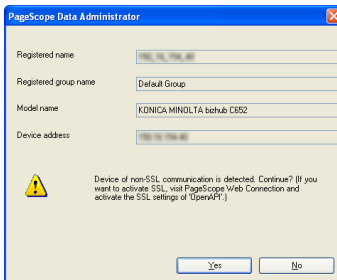 PageScope Data Administrator
Registered name
Registered group name
Default Group
Model name
KONICA MINOLTA bizhub C652
Device address
Device of non-SSL communication is detected. Continue? (If you
want to activate SSL, visit PageScope Web Connection and
activate the SSL settings of 'OpenAPI'.)
Yes
No